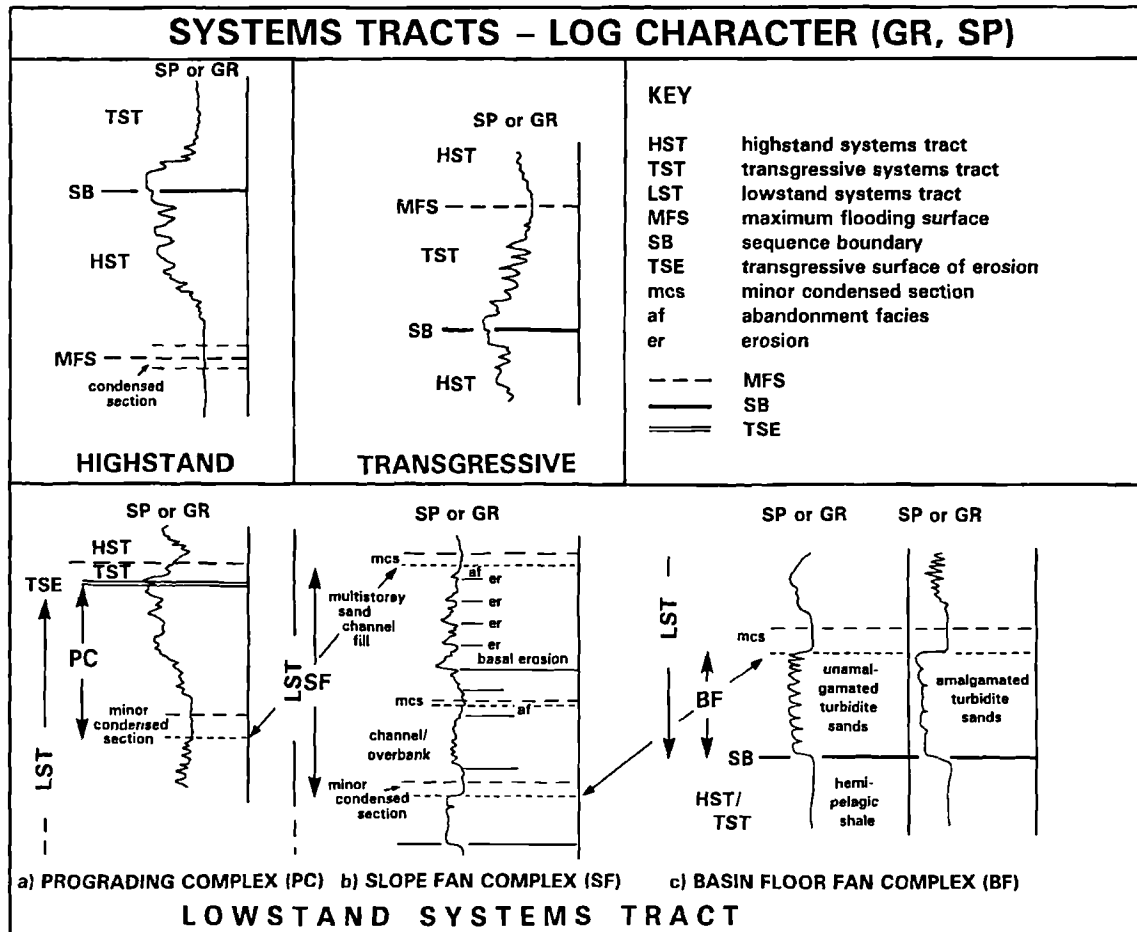 SYSTEMS TRACTS – LOG CHARACTER (GR, SP)
SP or GR
TST
SB
HST
MFS
condensed
section
HIGHSTAND
SP or GR
HST
MFS
TST
SB
HST
TRANSGRESSIVE
KEY
HST highstand systems tract
TST transgressive systems tract
LST lowstand systems tract
MFS maximum flooding surface
SB sequence boundary
TSE transgressive surface of erosion
mcs minor condensed section
af abandonment facies
er erosion
MFS
SB
TSE
SP or GR
HST
TST
TSE
PC
minor
condensed
section
LST
a) PROGRADING COMPLEX (PC)
SP or GR
mcs
af
er
multistorey
sand
channel
fill
er
er
er
basal erosion
LST
SF
mcs
af
channel/
overbank
minor
condensed
section
b) SLOPE FAN COMPLEX (SF)
SP or GR
SP or GR
LST
mcs
BF
unamal-
gamated
turbidite
sands
amalgamated
turbidite
sands
SB
HST/
TST
hemi-
pelagic
shale
c) BASIN FLOOR FAN COMPLEX (BF)
LOWSTAND SYSTEMS TRACT